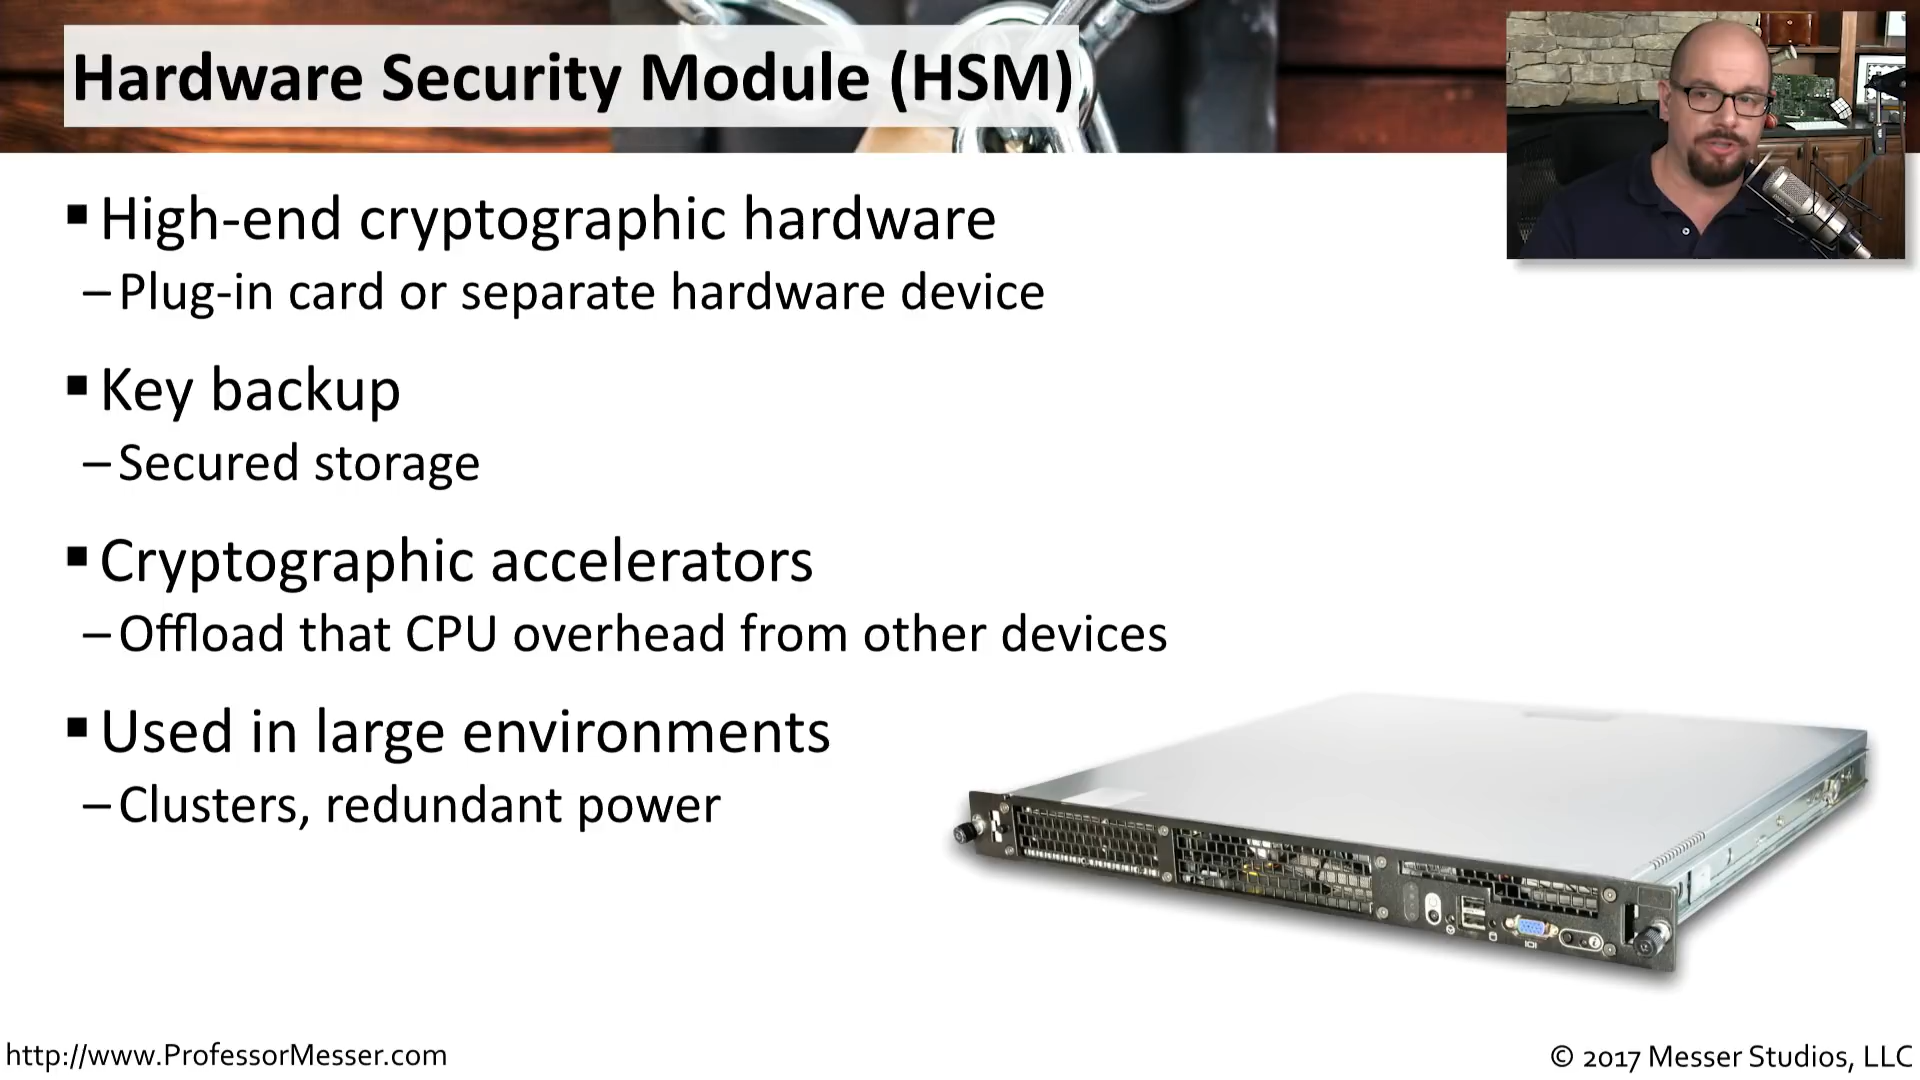 Hardware Security Module (HSM)
▪ High-end cryptographic hardware
– Plug-in card or separate hardware device
▪ Key backup
– Secured storage
▪ Cryptographic accelerators
– Offload that CPU overhead from other devices
▪ Used in large environments
– Clusters, redundant power
http://www.ProfessorMesser.com
© 2017 Messer Studios, LLC